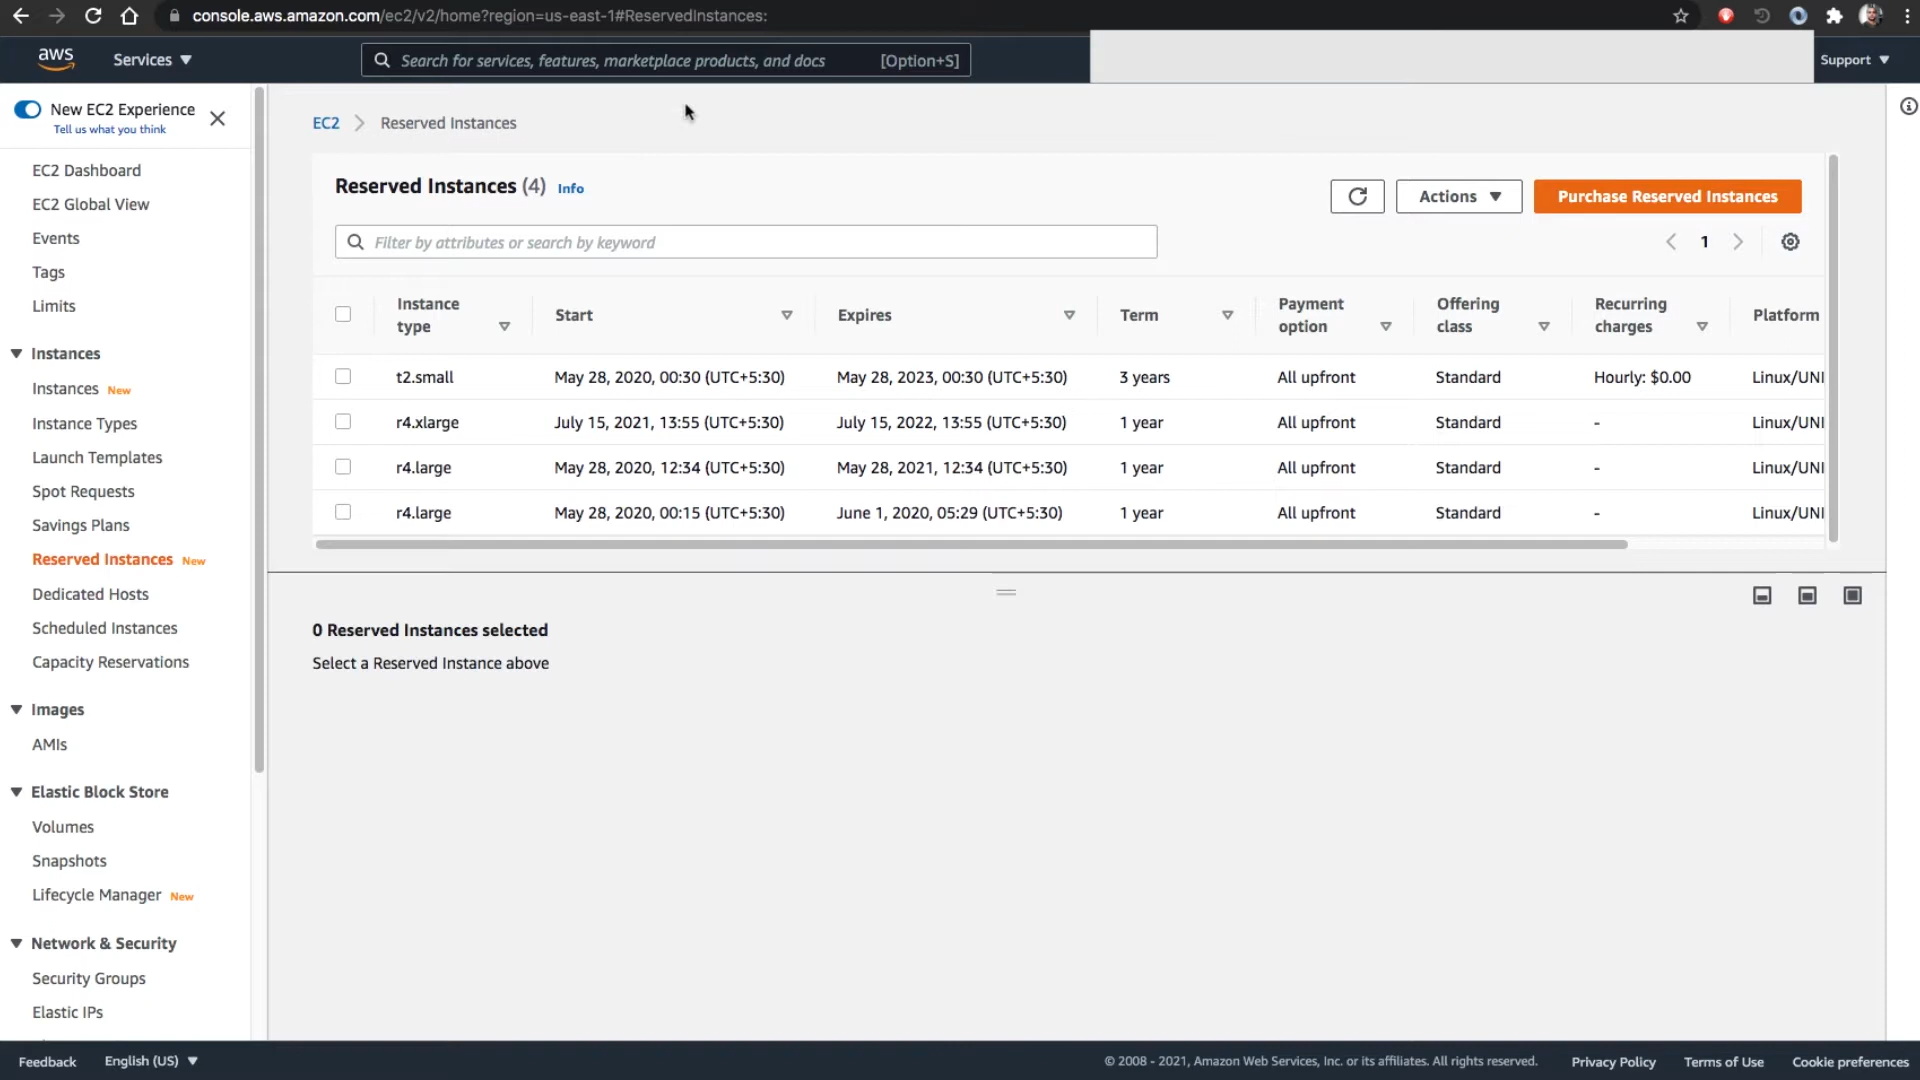 console.aws.amazon.com/ec2/v2/home?region=us-east-1#ReservedInstances:
aws
Services
Search for services, features, marketplace products, and docs [Option+S]
Support
New EC2 Experience
Tell us what you think
EC2 Dashboard
EC2 Global View
Events
Tags
Limits
Instances
Instances New
Instance Types
Launch Templates
Spot Requests
Savings Plans
Reserved Instances New
Dedicated Hosts
Scheduled Instances
Capacity Reservations
Images
AMIs
Elastic Block Store
Volumes
Snapshots
Lifecycle Manager New
Network & Security
Security Groups
Elastic IPs
EC2 > Reserved Instances
Reserved Instances (4) Info
Actions
Purchase Reserved Instances
Filter by attributes or search by keyword
1
Instance type Start Expires Term Payment option Offering class Recurring charges Platform
t2.small May 28, 2020, 00:30 (UTC+5:30) May 28, 2023, 00:30 (UTC+5:30) 3 years All upfront Standard Hourly: $0.00 Linux/UNI
r4.xlarge July 15, 2021, 13:55 (UTC+5:30) July 15, 2022, 13:55 (UTC+5:30) 1 year All upfront Standard - Linux/UNI
r4.large May 28, 2020, 12:34 (UTC+5:30) May 28, 2021, 12:34 (UTC+5:30) 1 year All upfront Standard - Linux/UNI
r4.large May 28, 2020, 00:15 (UTC+5:30) June 1, 2020, 05:29 (UTC+5:30) 1 year All upfront Standard - Linux/UNI
0 Reserved Instances selected
Select a Reserved Instance above
Feedback
English (US)
© 2008 - 2021, Amazon Web Services, Inc. or its affiliates. All rights reserved.
Privacy Policy
Terms of Use
Cookie preferences